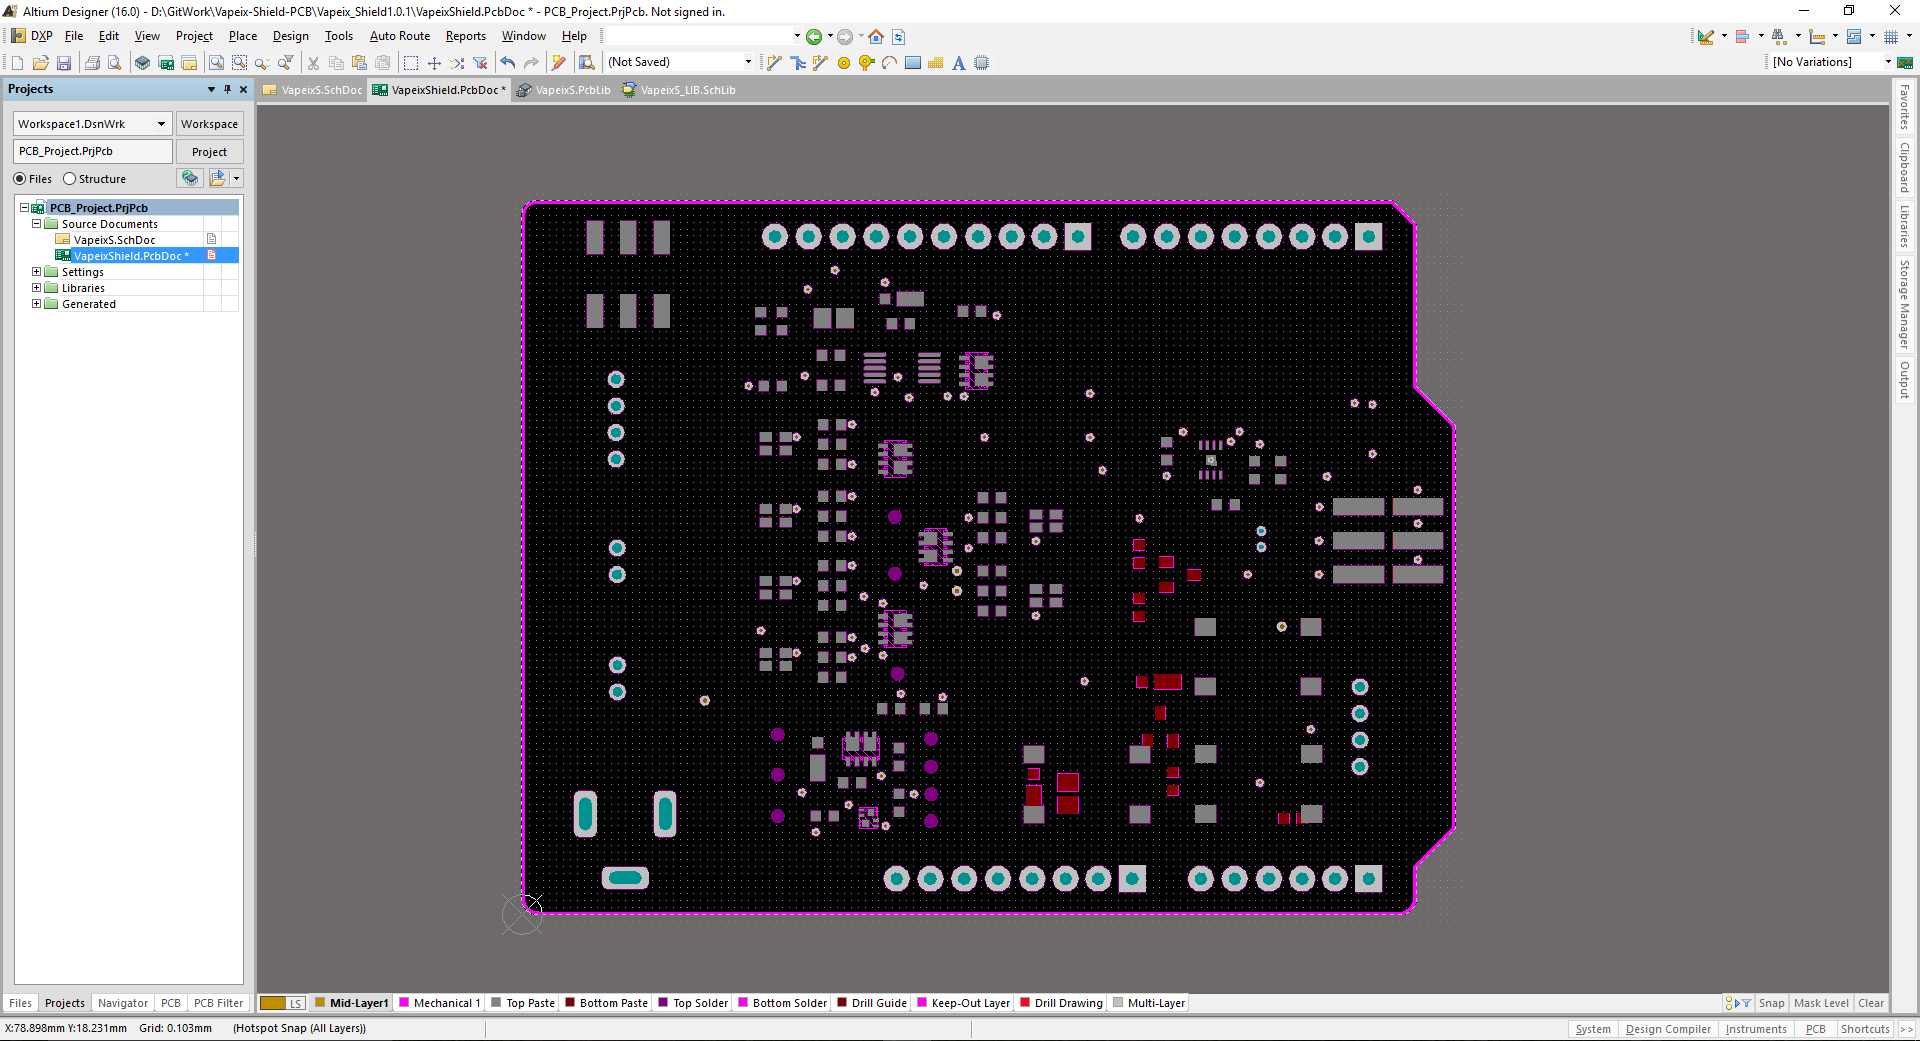 Altium Designer (16.0) - D:\GitWork\Vapeix-Shield-PCB\Vapeix_Shield1.0.1\VapeixShield.PcbDoc * - PCB_Project.PrjPcb. Not signed in.
DXP File Edit View Project Place Design Tools Auto Route Reports Window Help
(Not Saved) [No Variations]
Projects
VapeixS.SchDoc VapeixShield.PcbDoc * VapeixS.PcbLib VapeixS_LIB.SchLib
Workspace1.DsnWrk Workspace
PCB_Project.PrjPcb Project
Files Structure
PCB_Project.PrjPcb
Source Documents
VapeixS.SchDoc
VapeixShield.PcbDoc *
Settings
Libraries
Generated
Favorites
Clipboard
Libraries
Storage Manager
Output
Files Projects Navigator PCB PCB Filter
LS Mid-Layer1 Mechanical 1 Top Paste Bottom Paste Top Solder Bottom Solder Drill Guide Keep-Out Layer Drill Drawing Multi-Layer
Snap Mask Level Clear
X:78.898mm Y:18.231mm Grid: 0.103mm (Hotspot Snap (All Layers))
System Design Compiler Instruments PCB Shortcuts >>